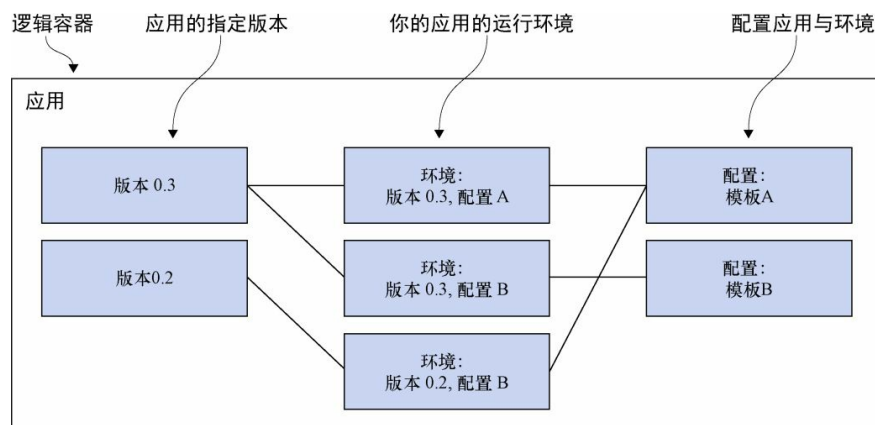 逻辑容器
应用的指定版本
你的应用的运行环境
配置应用与环境
应用
版本 0.3
环境：
版本 0.3, 配置 A
配置：
模板A
版本0.2
环境：
版本 0.3, 配置 B
配置：
模板B
环境：
版本 0.2, 配置 B